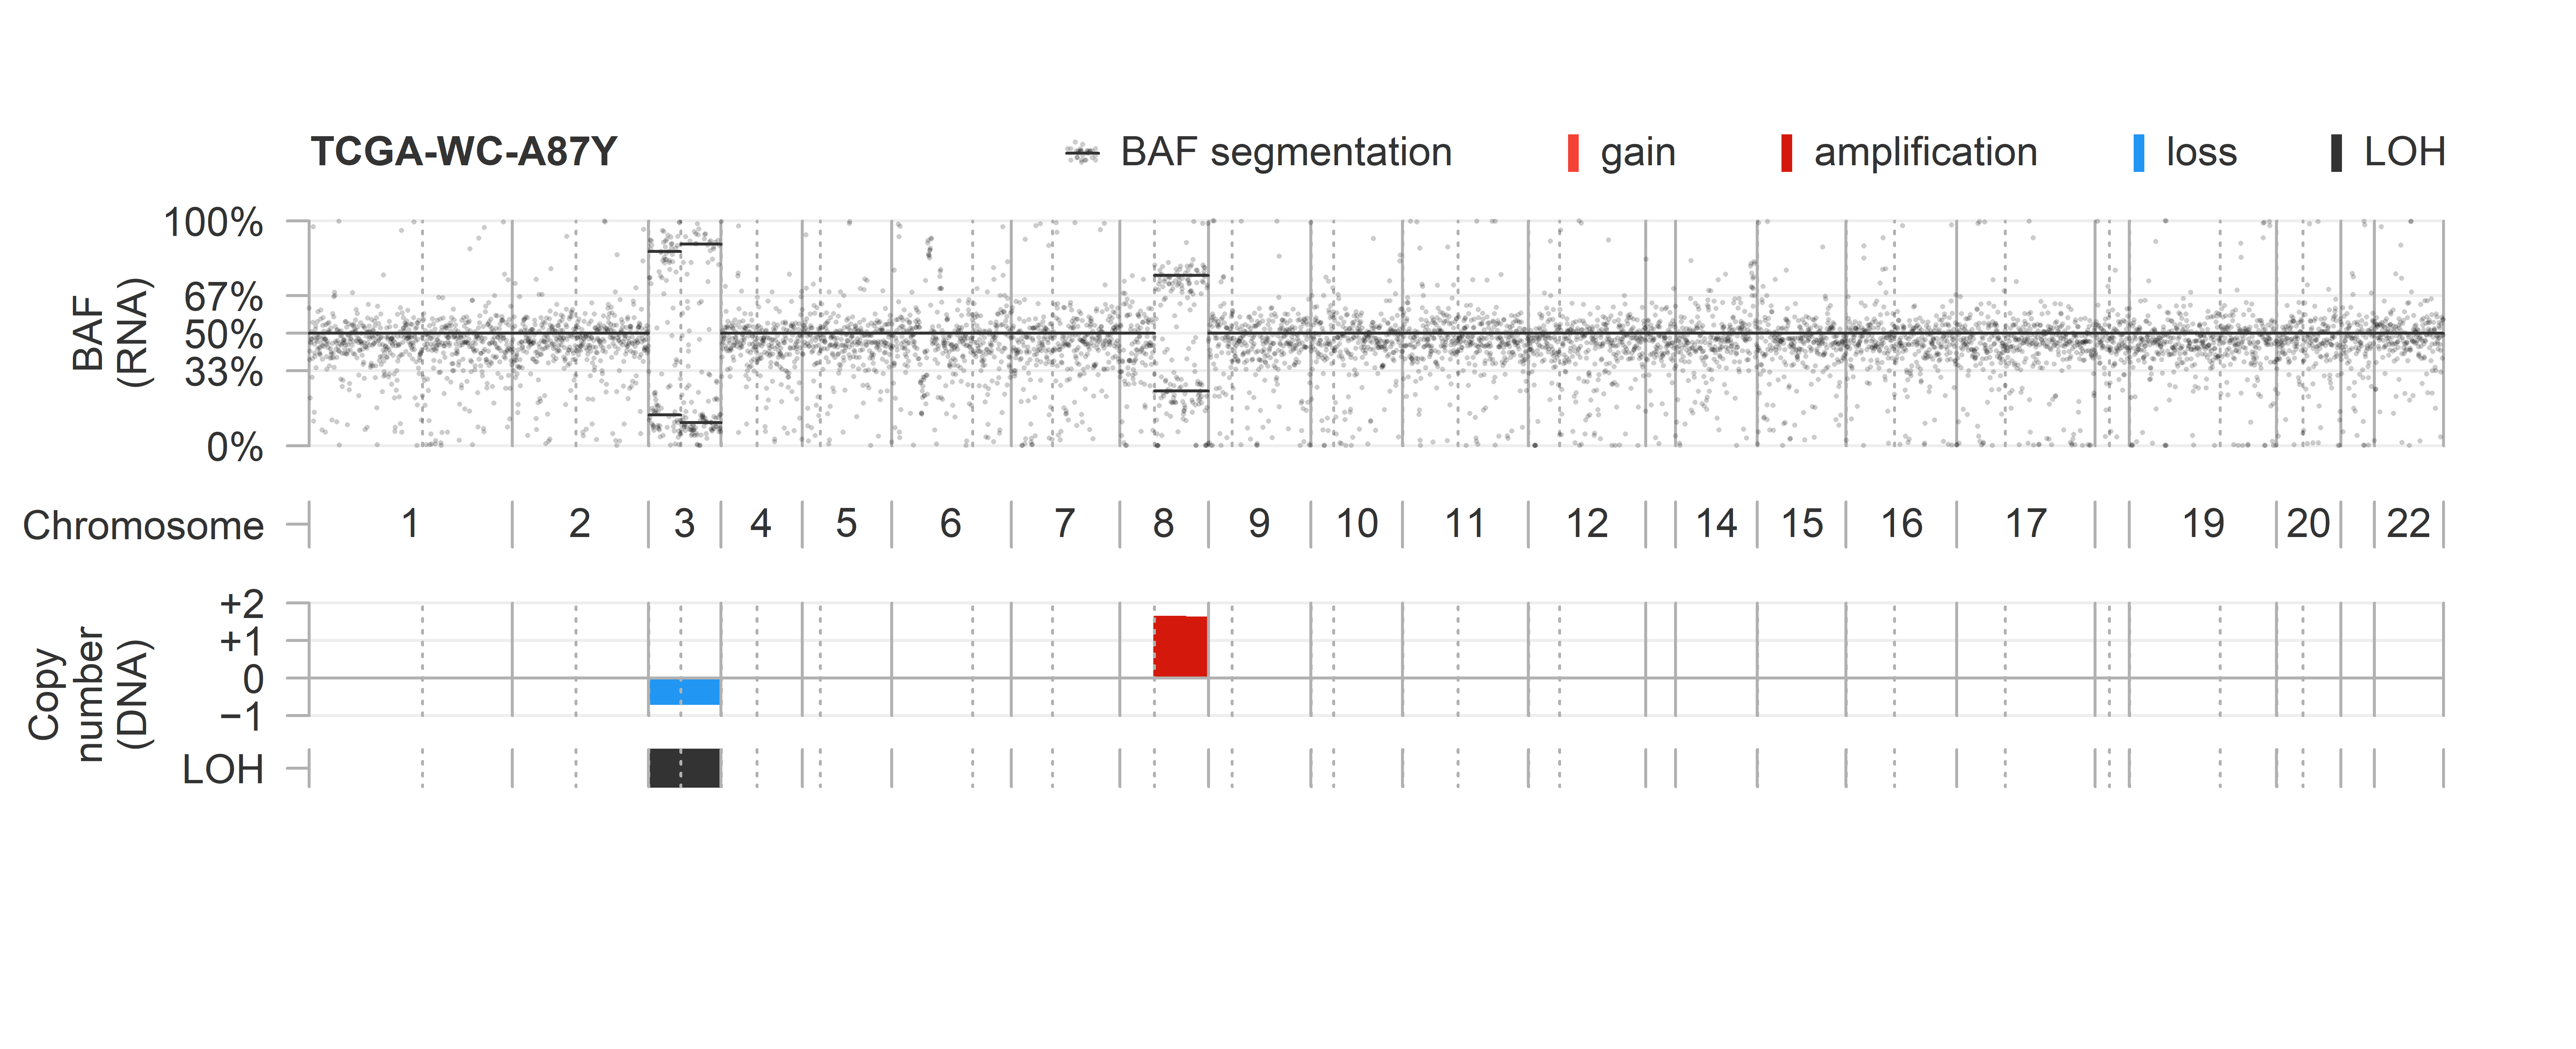 TCGA-WC-A87Y
BAF segmentation
gain
amplification
loss
LOH
BAF
(RNA)
100%
67%
50%
33%
0%
Chromosome
1 2 3 4 5 6 7 8 9 10 11 12 14 15 16 17 19 20 22
Copy
number
(DNA)
+2
+1
0
−1
LOH